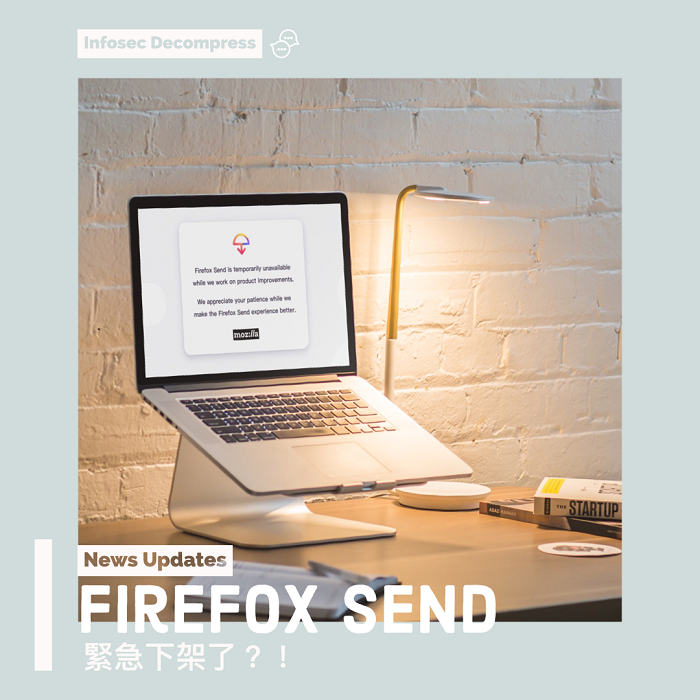 Infosec Decompress
Firefox Send is temporarily unavailable
while we work on product improvements.
We appreciate your patience while we
make the Firefox Send experience better.
moz://a
THE STARTUP
News Updates
FIREFOX SEND
緊急下架了？！